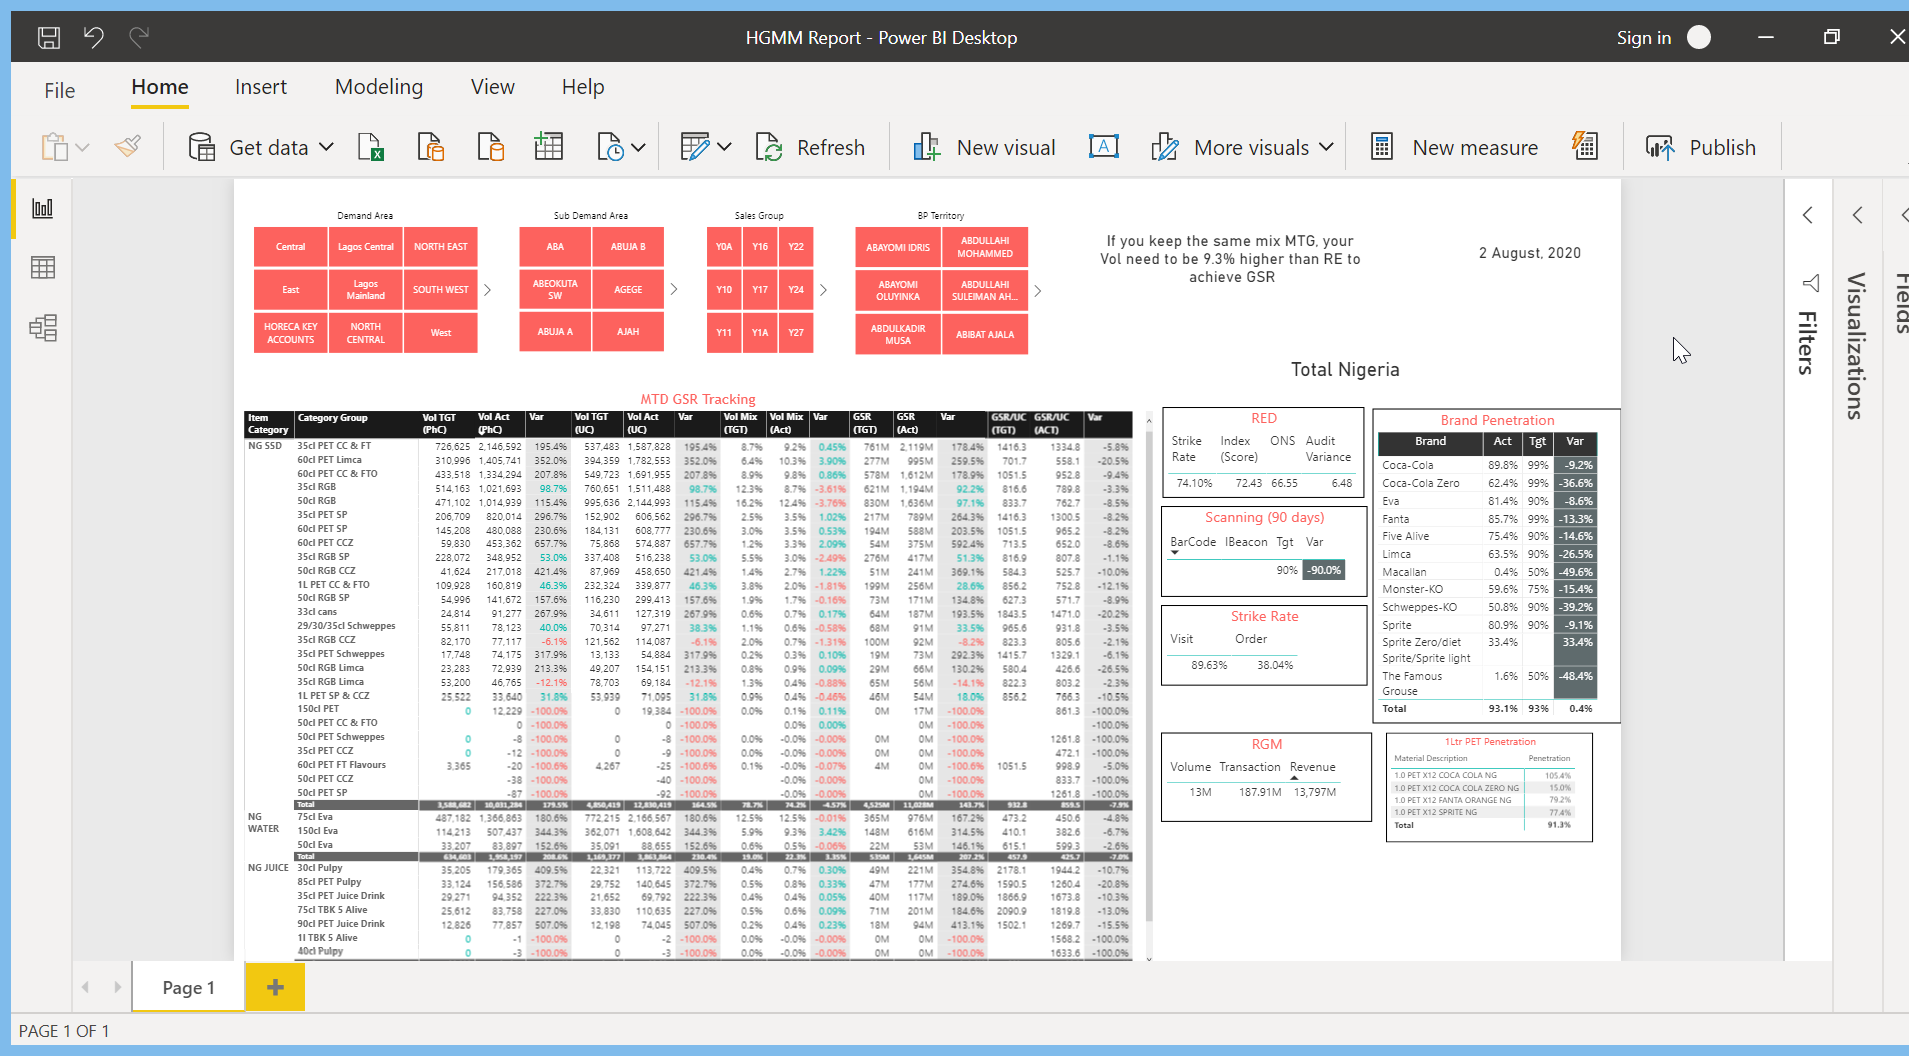 HGMM Report - Power BI Desktop
Sign in
File Home Insert Modeling View Help
Get data Refresh New visual More visuals New measure Publish
Demand Area
Central Lagos Central NORTH EAST
East Lagos Mainland SOUTH WEST
HORECA KEY ACCOUNTS NORTH CENTRAL West
Sub Demand Area
ABA ABUJA B
ABEOKUTA SW AGEGE
ABUJA A AJAH
Sales Group
Y0A Y16 Y22
Y10 Y17 Y24
Y11 Y1A Y27
BP Territory
ABAYOMI IDRIS ABDULLAHI MOHAMMED
ABAYOMI OLUYINKA ABDULLAHI SULEIMAN AH...
ABDULKADIR MUSA ABIBAT AJALA
If you keep the same mix MTG, your
Vol need to be 9.3% higher than RE to
achieve GSR
2 August, 2020
Total Nigeria
MTD GSR Tracking
Item Category Category Group Vol TGT (PhC) Vol Act (PhC) Var Vol TGT (UC) Vol Act (UC) Var Vol Mix (TGT) Vol Mix (Act) Var GSR (TGT) GSR (Act) Var GSR/UC (TGT) GSR/UC (ACT) Var
NG SSD 35cl PET CC & FT 726,625 2,146,592 195.4% 537,483 1,587,828 195.4% 8.7% 9.2% 0.45% 761M 2,119M 178.4% 1416.3 1334.8 -5.8%
60cl PET Limca 310,996 1,405,741 352.0% 394,359 1,782,553 352.0% 6.4% 10.3% 3.90% 277M 995M 259.5% 701.7 558.1 -20.5%
60cl PET CC & FTO 433,518 1,334,294 207.8% 549,723 1,691,955 207.8% 8.9% 9.8% 0.86% 578M 1,612M 178.9% 1051.5 952.8 -9.4%
35cl RGB 514,163 1,021,693 98.7% 760,651 1,511,488 98.7% 12.3% 8.7% -3.61% 621M 1,194M 92.2% 816.6 789.8 -3.3%
50cl RGB 471,102 1,014,939 115.4% 995,636 2,144,993 115.4% 16.2% 12.4% -3.76% 830M 1,636M 97.1% 833.7 762.7 -8.5%
35cl PET SP 206,709 820,014 296.7% 152,902 606,562 296.7% 2.5% 3.5% 1.02% 217M 789M 264.3% 1416.3 1300.5 -8.2%
60cl PET SP 145,208 480,088 230.6% 184,131 608,777 230.6% 3.0% 3.5% 0.53% 194M 588M 203.5% 1051.5 965.2 -8.2%
60cl PET CCZ 59,830 453,362 657.7% 75,868 574,887 657.7% 1.2% 3.3% 2.09% 54M 375M 592.4% 713.5 652.0 -8.6%
35cl RGB SP 228,072 348,952 53.0% 337,408 516,238 53.0% 5.5% 3.0% -2.49% 276M 417M 51.3% 816.9 807.8 -1.1%
50cl RGB CCZ 41,624 217,018 421.4% 87,969 458,650 421.4% 1.4% 2.7% 1.22% 51M 241M 369.1% 584.3 525.7 -10.0%
1L PET CC & FTO 109,928 160,819 46.3% 232,324 339,877 46.3% 3.8% 2.0% -1.81% 199M 256M 28.6% 856.2 752.8 -12.1%
50cl RGB SP 54,996 141,672 157.6% 116,230 299,413 157.6% 1.9% 1.7% -0.16% 73M 171M 134.8% 627.3 571.7 -8.9%
33cl cans 24,814 91,277 267.9% 34,611 127,319 267.9% 0.6% 0.7% 0.17% 64M 187M 193.5% 1843.5 1471.0 -20.2%
29/30/35cl Schweppes 55,811 78,123 40.0% 70,314 97,271 38.3% 1.1% 0.6% -0.58% 68M 91M 33.5% 965.6 931.8 -3.5%
35cl RGB CCZ 82,170 77,117 -6.1% 121,562 114,087 -6.1% 2.0% 0.7% -1.31% 100M 92M -8.2% 823.3 805.6 -2.1%
35cl PET Schweppes 17,748 74,175 317.9% 13,133 54,884 317.9% 0.2% 0.3% 0.10% 19M 73M 292.3% 1415.7 1329.1 -6.1%
50cl RGB Limca 23,283 72,939 213.3% 49,207 154,151 213.3% 0.8% 0.9% 0.09% 29M 66M 130.2% 580.4 426.6 -26.5%
35cl RGB Limca 53,200 46,765 -12.1% 78,703 69,184 -12.1% 1.3% 0.4% -0.88% 65M 56M -14.1% 822.3 803.2 -2.3%
1L PET SP & CCZ 25,522 33,640 31.8% 53,939 71,095 31.8% 0.9% 0.4% -0.46% 46M 54M 18.0% 856.2 766.3 -10.5%
150cl PET 0 12,229 -100.0% 0 19,384 -100.0% 0.0% 0.1% 0.11% 0M 17M -100.0% 861.3 -100.0%
50cl PET CC & FTO 0 -100.0% 0 -100.0% 0.0% 0.00% 0M -100.0% -100.0%
50cl PET Schweppes 0 -8 -100.0% 0 -8 -100.0% 0.0% -0.0% -0.00% 0M 0M -100.0% 1261.8 -100.0%
35cl PET CCZ 0 -12 -100.0% 0 -9 -100.0% 0.0% -0.0% -0.00% 0M 0M -100.0% 472.1 -100.0%
60cl PET FT Flavours 3,365 -20 -100.6% 4,267 -25 -100.6% 0.1% -0.0% -0.07% 4M 0M -100.6% 1051.5 998.9 -5.0%
50cl PET CCZ -38 -100.0% -40 -100.0% -0.0% -0.00% 0M -100.0% 833.7 -100.0%
50cl PET SP -87 -100.0% -92 -100.0% -0.0% -0.00% 0M -100.0% 1261.8 -100.0%
Total 3,588,682 10,031,284 179.5% 4,850,419 12,830,419 164.5% 78.7% 74.2% -4.57% 4,525M 11,028M 143.7% 932.8 859.5 -7.9%
NG WATER 75cl Eva 487,182 1,366,863 180.6% 772,215 2,166,567 180.6% 12.5% 12.5% -0.01% 365M 976M 167.2% 473.2 450.6 -4.8%
150cl Eva 114,213 507,437 344.3% 362,071 1,608,642 344.3% 5.9% 9.3% 3.42% 148M 616M 314.5% 410.1 382.6 -6.7%
50cl Eva 33,207 83,897 152.6% 35,091 88,655 152.6% 0.6% 0.5% -0.06% 22M 53M 146.1% 615.1 599.3 -2.6%
Total 634,603 1,958,197 208.6% 1,169,377 3,863,864 230.4% 19.0% 22.3% 3.35% 535M 1,645M 207.2% 457.9 425.7 -7.0%
NG JUICE 30cl Pulpy 35,205 179,365 409.5% 22,321 113,722 409.5% 0.4% 0.7% 0.30% 49M 221M 354.8% 2178.1 1944.2 -10.7%
85cl PET Pulpy 33,124 156,586 372.7% 29,752 140,645 372.7% 0.5% 0.8% 0.33% 47M 177M 274.6% 1590.5 1260.4 -20.8%
35cl PET Juice Drink 29,271 94,352 222.3% 21,652 69,792 222.3% 0.4% 0.4% 0.05% 40M 117M 189.0% 1866.9 1673.8 -10.3%
75cl TBK 5 Alive 25,612 83,758 227.0% 33,830 110,635 227.0% 0.5% 0.6% 0.09% 71M 201M 184.6% 2090.9 1819.8 -13.0%
90cl PET Juice Drink 12,826 77,857 507.0% 12,198 74,045 507.0% 0.2% 0.4% 0.23% 18M 94M 413.1% 1502.1 1269.7 -15.5%
1l TBK 5 Alive 0 -1 -100.0% 0 -2 -100.0% 0.0% -0.0% -0.00% 0M 0M -100.0% 1568.2 -100.0%
40cl Pulpy 0 -3 -100.0% 0 -3 -100.0% 0.0% -0.0% -0.00% 0M 0M -100.0% 1633.6 -100.0%
RED
Strike Rate Index (Score) ONS Audit Variance
74.10% 72.43 66.55 6.48
Scanning (90 days)
BarCode IBeacon Tgt Var
90% -90.0%
Strike Rate
Visit Order
89.63% 38.04%
RGM
Volume Transaction Revenue
13M 187.91M 13,797M
Brand Penetration
Brand Act Tgt Var
Coca-Cola 89.8% 99% -9.2%
Coca-Cola Zero 62.4% 99% -36.6%
Eva 81.4% 90% -8.6%
Fanta 85.7% 99% -13.3%
Five Alive 75.4% 90% -14.6%
Limca 63.5% 90% -26.5%
Macallan 0.4% 50% -49.6%
Monster-KO 59.6% 75% -15.4%
Schweppes-KO 50.8% 90% -39.2%
Sprite 80.9% 90% -9.1%
Sprite Zero/diet 33.4% 33.4%
Sprite/Sprite light
The Famous 1.6% 50% -48.4%
Grouse
Total 93.1% 93% 0.4%
1Ltr PET Penetration
Material Description Penetration
1.0 PET X12 COCA COLA NG 105.4%
1.0 PET X12 COCA COLA ZERO NG 15.0%
1.0 PET X12 FANTA ORANGE NG 79.2%
1.0 PET X12 SPRITE NG 77.4%
Total 91.3%
Filters
Visualizations
Fields
Page 1
PAGE 1 OF 1